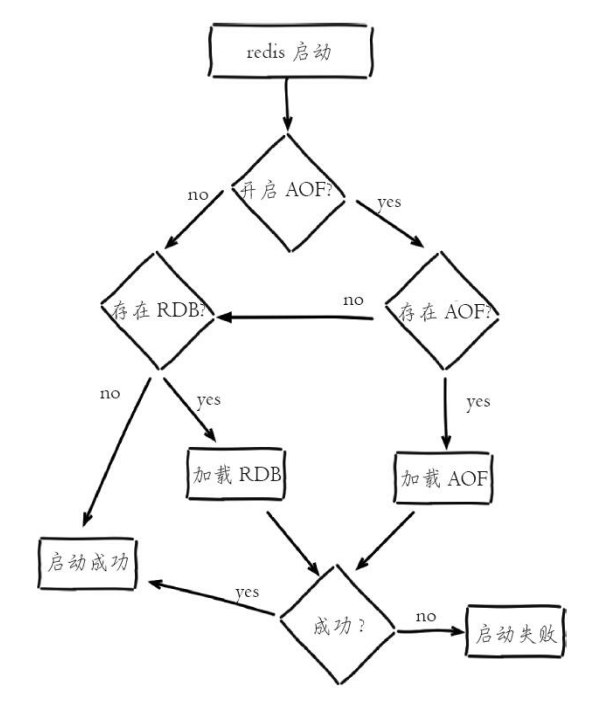 redis 启动
开启 AOF?
no
yes
存在 RDB?
no
存在 AOF?
no
yes
yes
加载 RDB
加载 AOF
启动成功
yes
成功?
no
启动失败